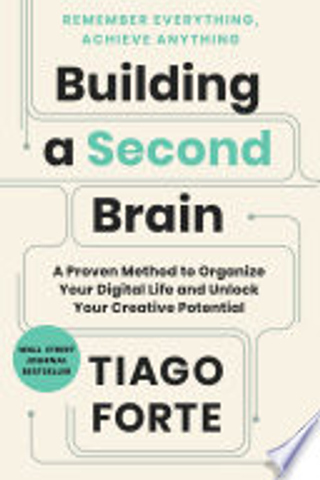 REMEMBER EVERYTHING,
ACHIEVE ANYTHING
Building
a Second
Brain
A Proven Method to Organize
Your Digital Life and Unlock
Your Creative Potential
WALL STREET
JOURNAL
BESTSELLER
TIAGO
FORTE